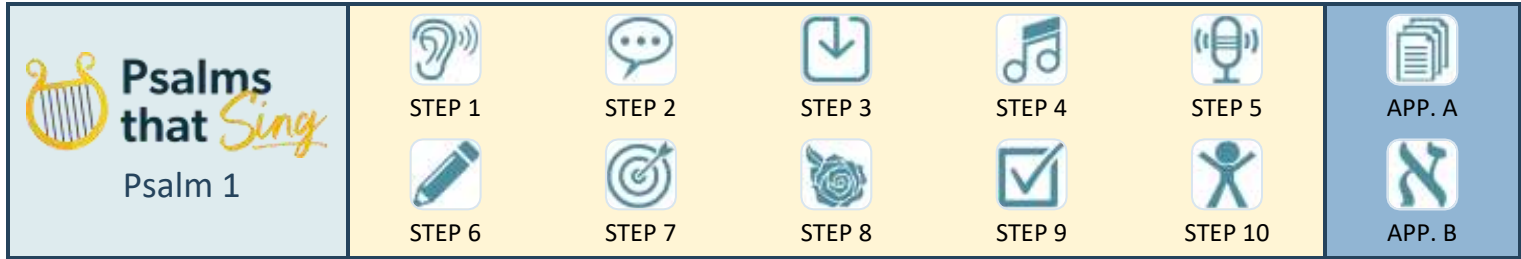 Psalms
that Sing
Psalm 1
STEP 1
STEP 2
STEP 3
STEP 4
STEP 5
APP. A
STEP 6
STEP 7
STEP 8
STEP 9
STEP 10
א
APP. B